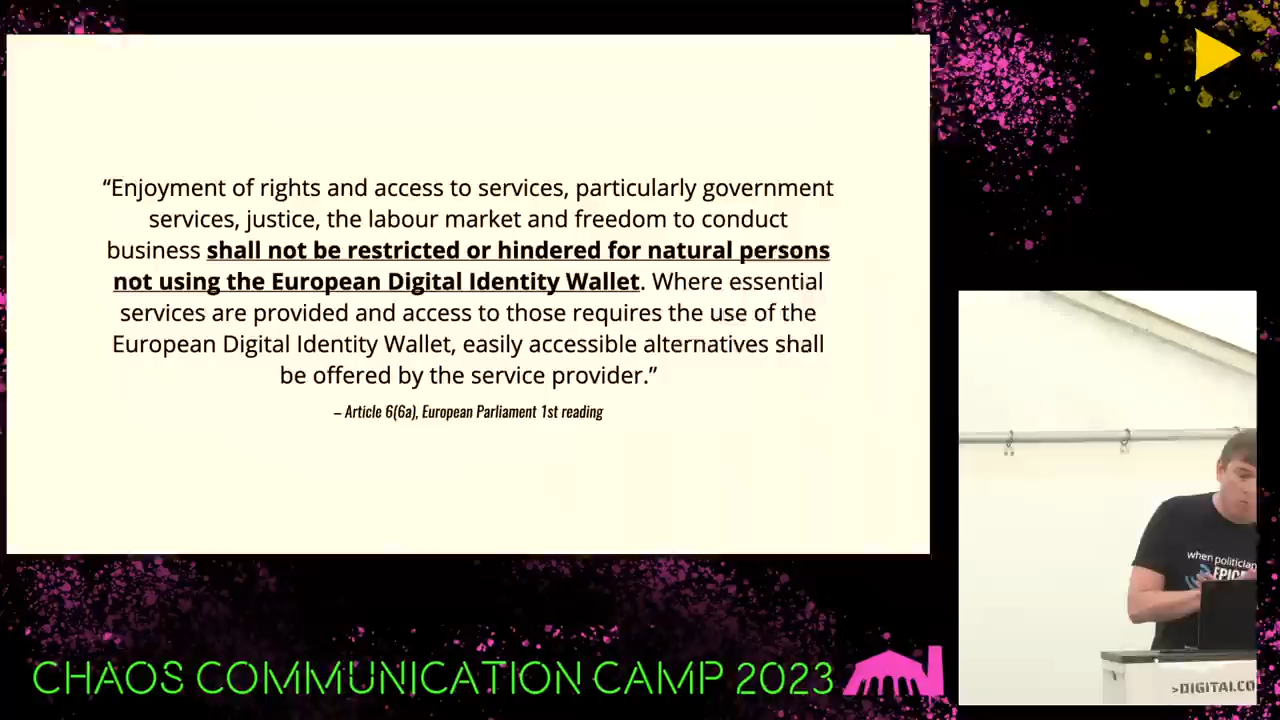 “Enjoyment of rights and access to services, particularly government
services, justice, the labour market and freedom to conduct
business shall not be restricted or hindered for natural persons
not using the European Digital Identity Wallet. Where essential
services are provided and access to those requires the use of the
European Digital Identity Wallet, easily accessible alternatives shall
be offered by the service provider.”
– Article 6(6a), European Parliament 1st reading
when politician
>DIGITAL.CO
CHAOS COMMUNICATION CAMP 2023